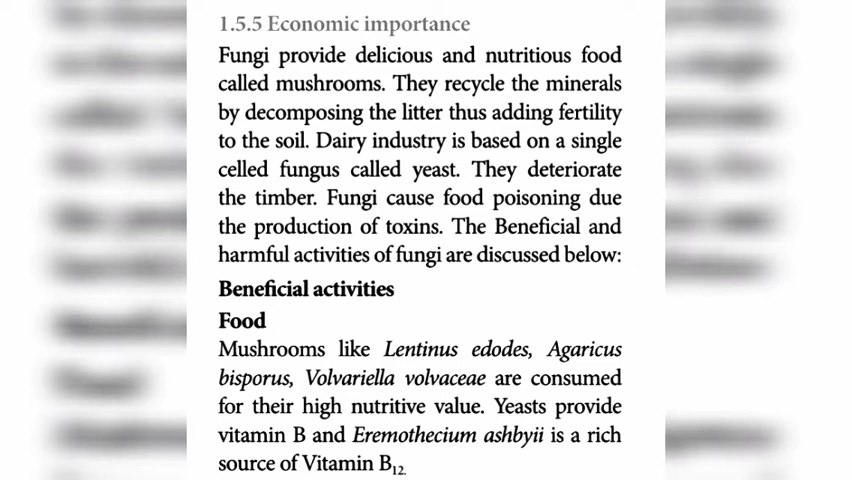 1.5.5 Economic importance
Fungi provide delicious and nutritious food
called mushrooms. They recycle the minerals
by decomposing the litter thus adding fertility
to the soil. Dairy industry is based on a single
celled fungus called yeast. They deteriorate
the timber. Fungi cause food poisoning due
the production of toxins. The Beneficial and
harmful activities of fungi are discussed below:
Beneficial activities
Food
Mushrooms like Lentinus edodes, Agaricus
bisporus, Volvariella volvaceae are consumed
for their high nutritive value. Yeasts provide
vitamin B and Eremothecium ashbyii is a rich
source of Vitamin B12.